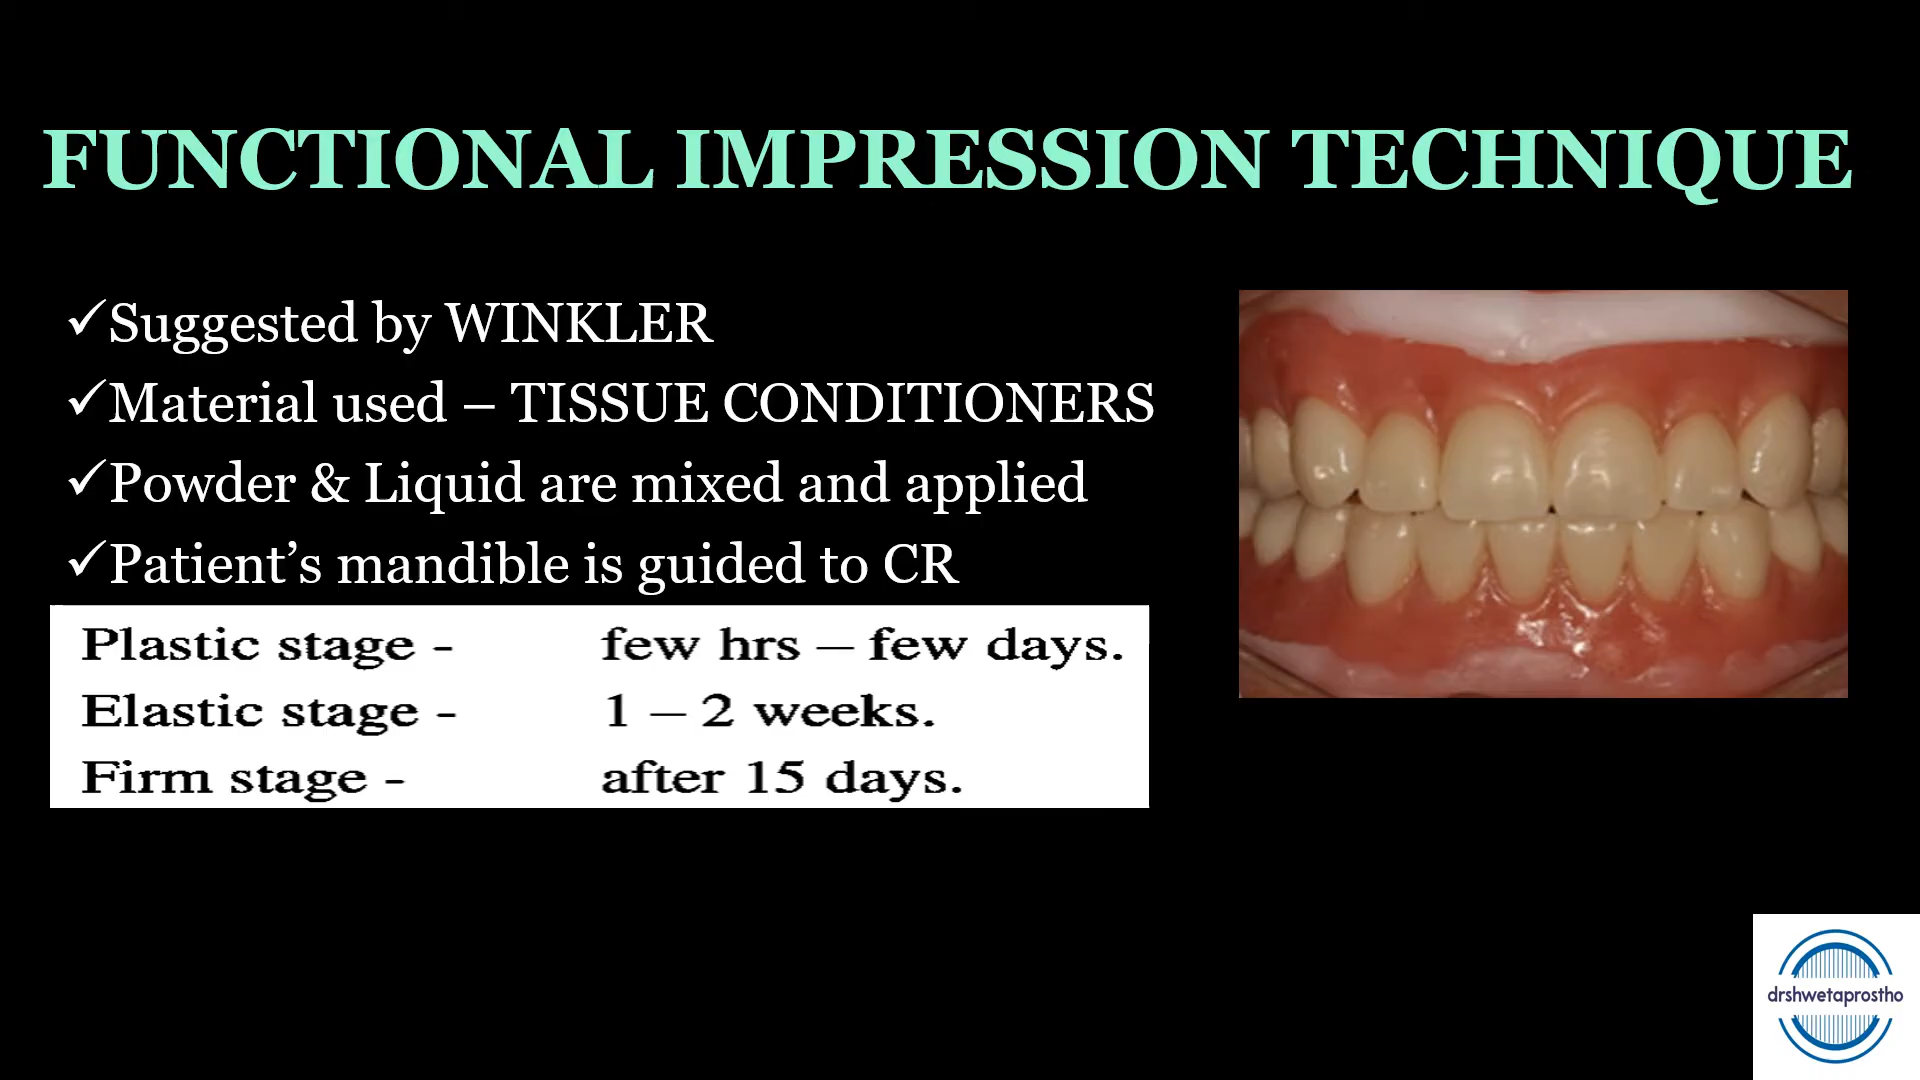 FUNCTIONAL IMPRESSION TECHNIQUE
✓Suggested by WINKLER
✓Material used – TISSUE CONDITIONERS
✓Powder & Liquid are mixed and applied
✓Patient’s mandible is guided to CR
Plastic stage - few hrs – few days.
Elastic stage - 1 – 2 weeks.
Firm stage - after 15 days.
drshwetaprostho